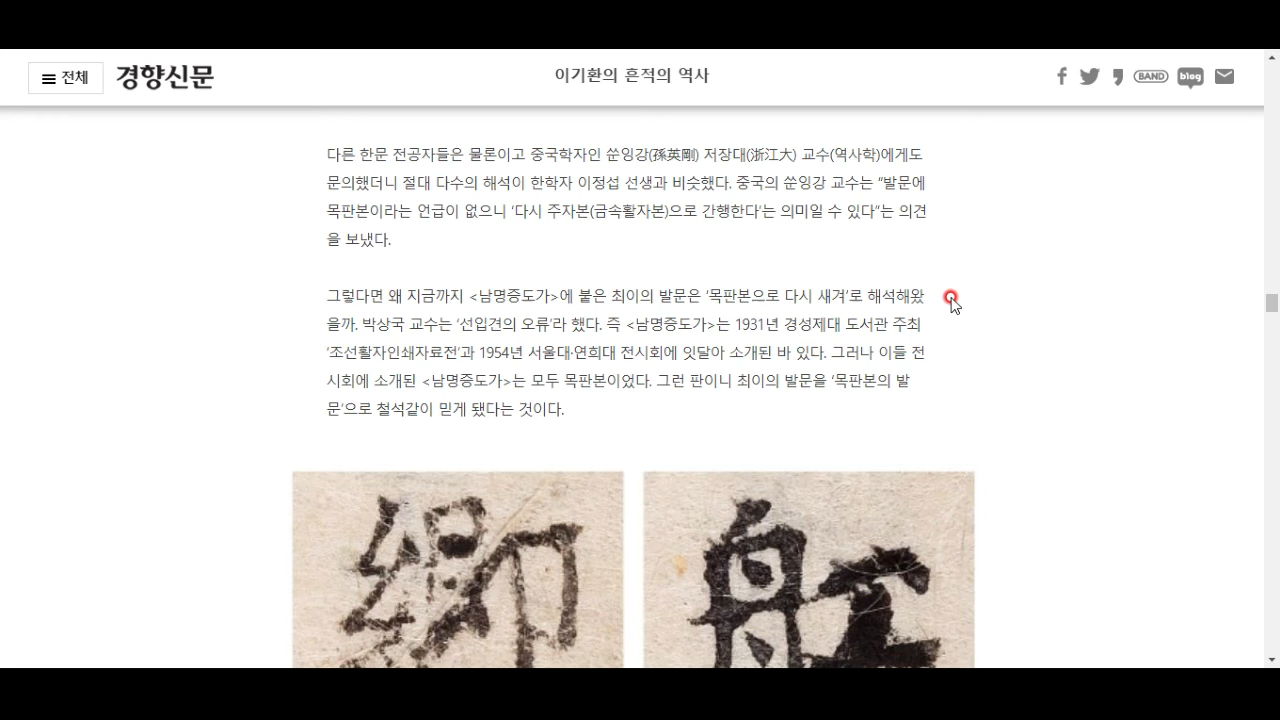 전체
경향신문
이기환의 흔적의 역사
BAND
blog
다른 한문 전공자들은 물론이고 중국학자인 쑨잉강(孫英剛) 저장대(浙江大) 교수(역사학)에게도
문의했더니 절대 다수의 해석이 한학자 이정섭 선생과 비슷했다. 중국의 쑨잉강 교수는 “발문에
목판본이라는 언급이 없으니 ‘다시 주자본(금속활자본)으로 간행한다’는 의미일 수 있다”는 의견
을 보냈다.
그렇다면 왜 지금까지 <남명증도가>에 붙은 최이의 발문은 ‘목판본으로 다시 새겨’로 해석해왔
을까. 박상국 교수는 ‘선입견의 오류’라 했다. 즉 <남명증도가>는 1931년 경성제대 도서관 주최
‘조선활자인쇄자료전’과 1954년 서울대·연희대 전시회에 잇달아 소개된 바 있다. 그러나 이들 전
시회에 소개된 <남명증도가>는 모두 목판본이었다. 그런 판이니 최이의 발문을 ‘목판본의 발
문’으로 철석같이 믿게 됐다는 것이다.